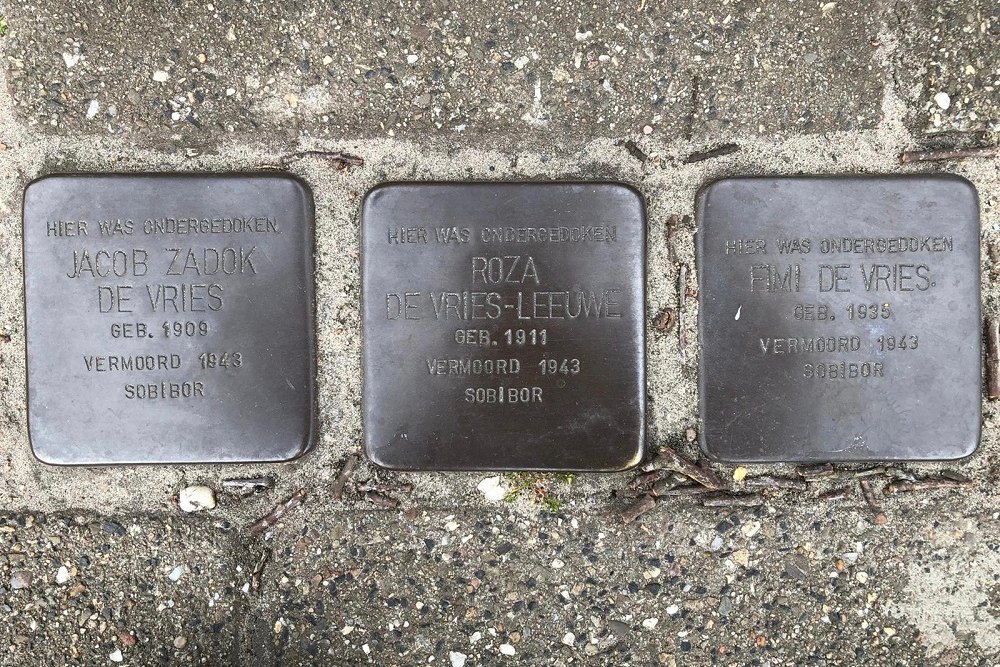 HIER WAS ONDERGEDOKEN
JACOB ZADOK
DE VRIES
GEB. 1909
VERMOORD 1943
SOBIBOR
HIER WAS ONDERGEDOKEN
ROZA
DE VRIES-LEEUWE
GEB. 1911
VERMOORD 1943
SOBIBOR
HIER WAS ONDERGEDOKEN
FIMI DE VRIES
GEB. 1935
VERMOORD 1943
SOBIBOR